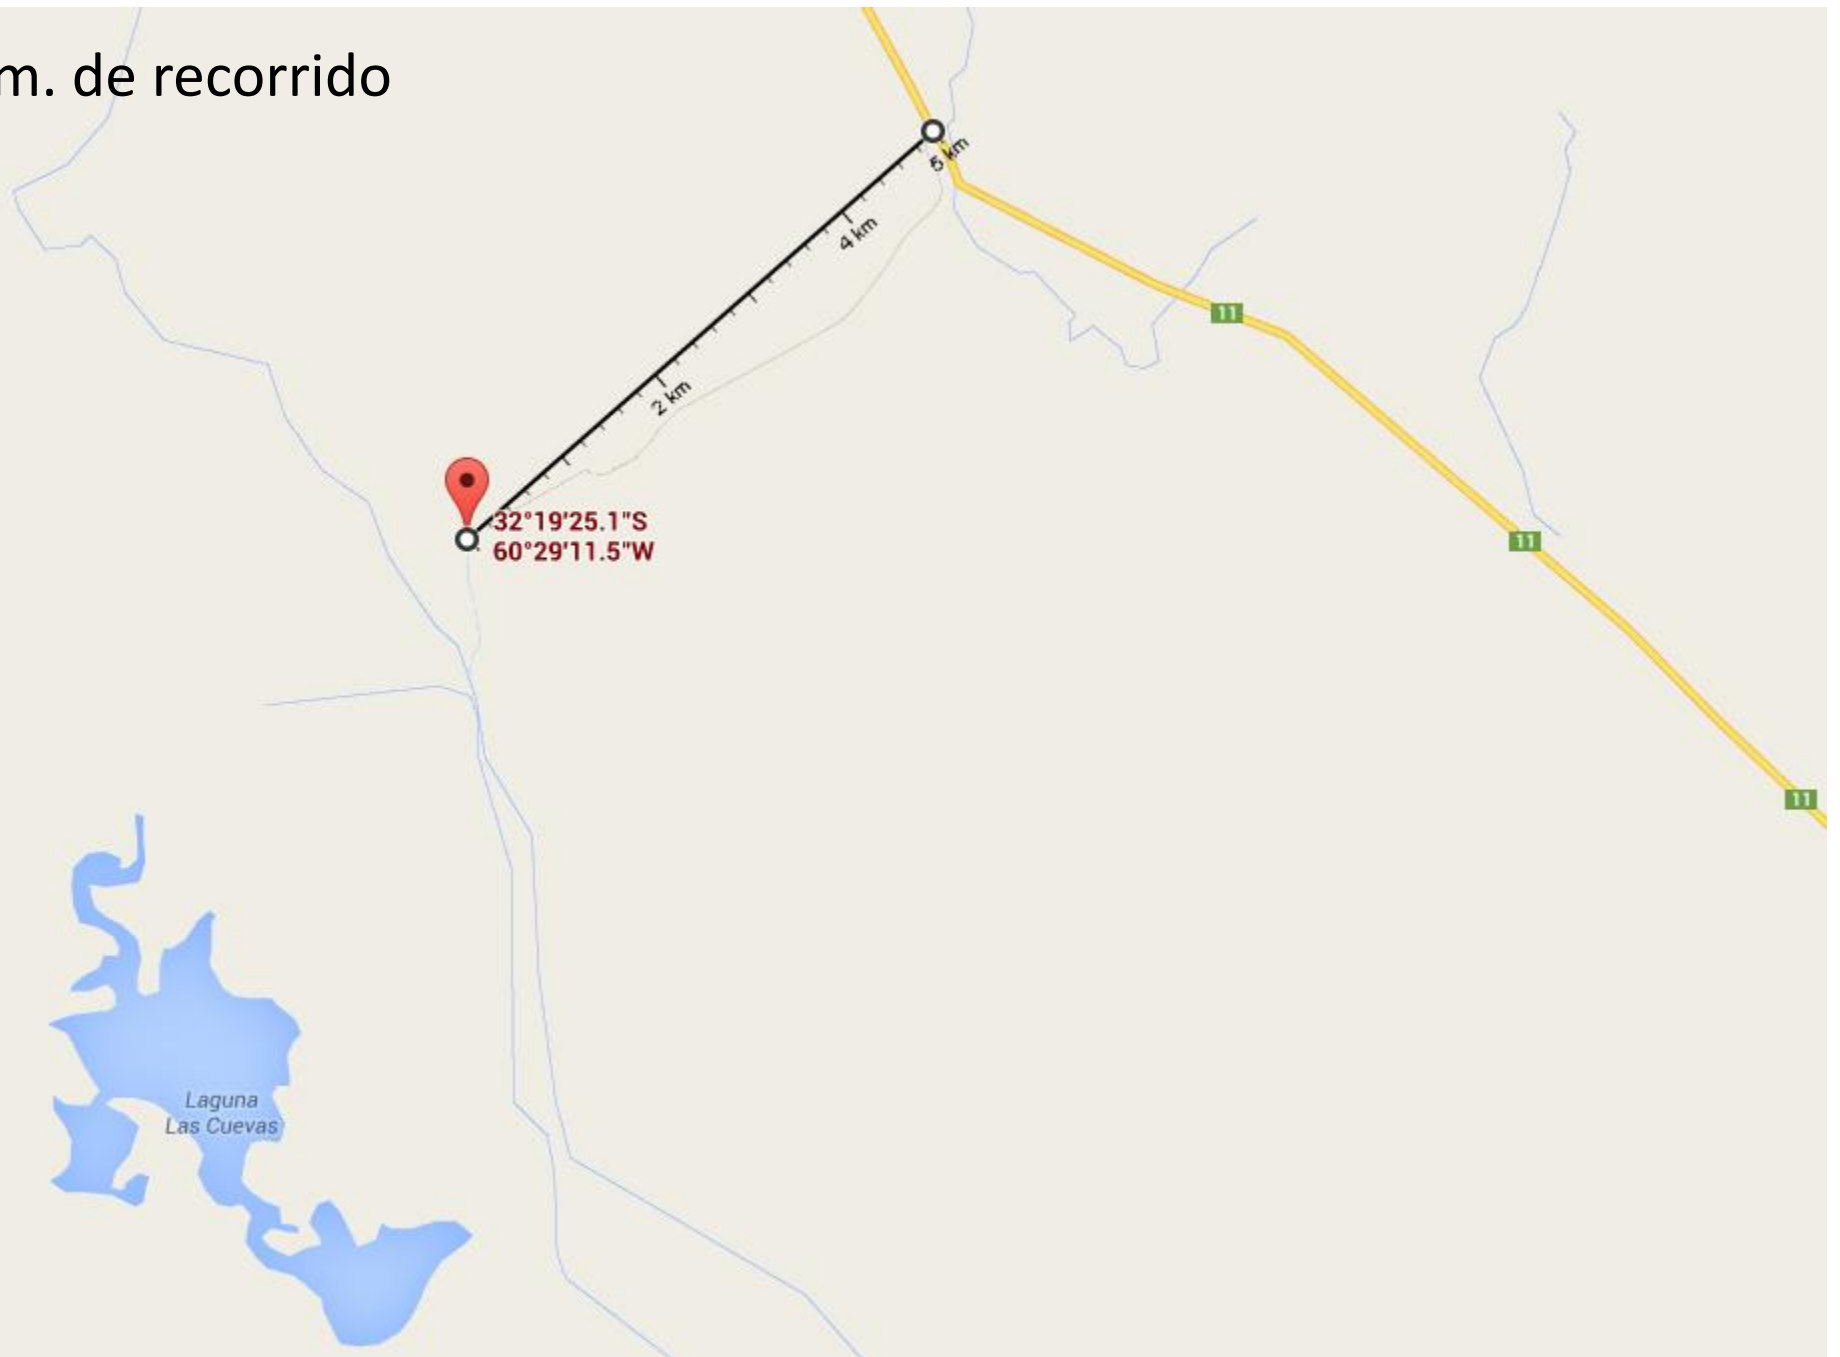 m. de recorrido
5 km
4 km
11
2 km
32°19'25.1"S
60°29'11.5"W
11
11
Laguna
Las Cuevas